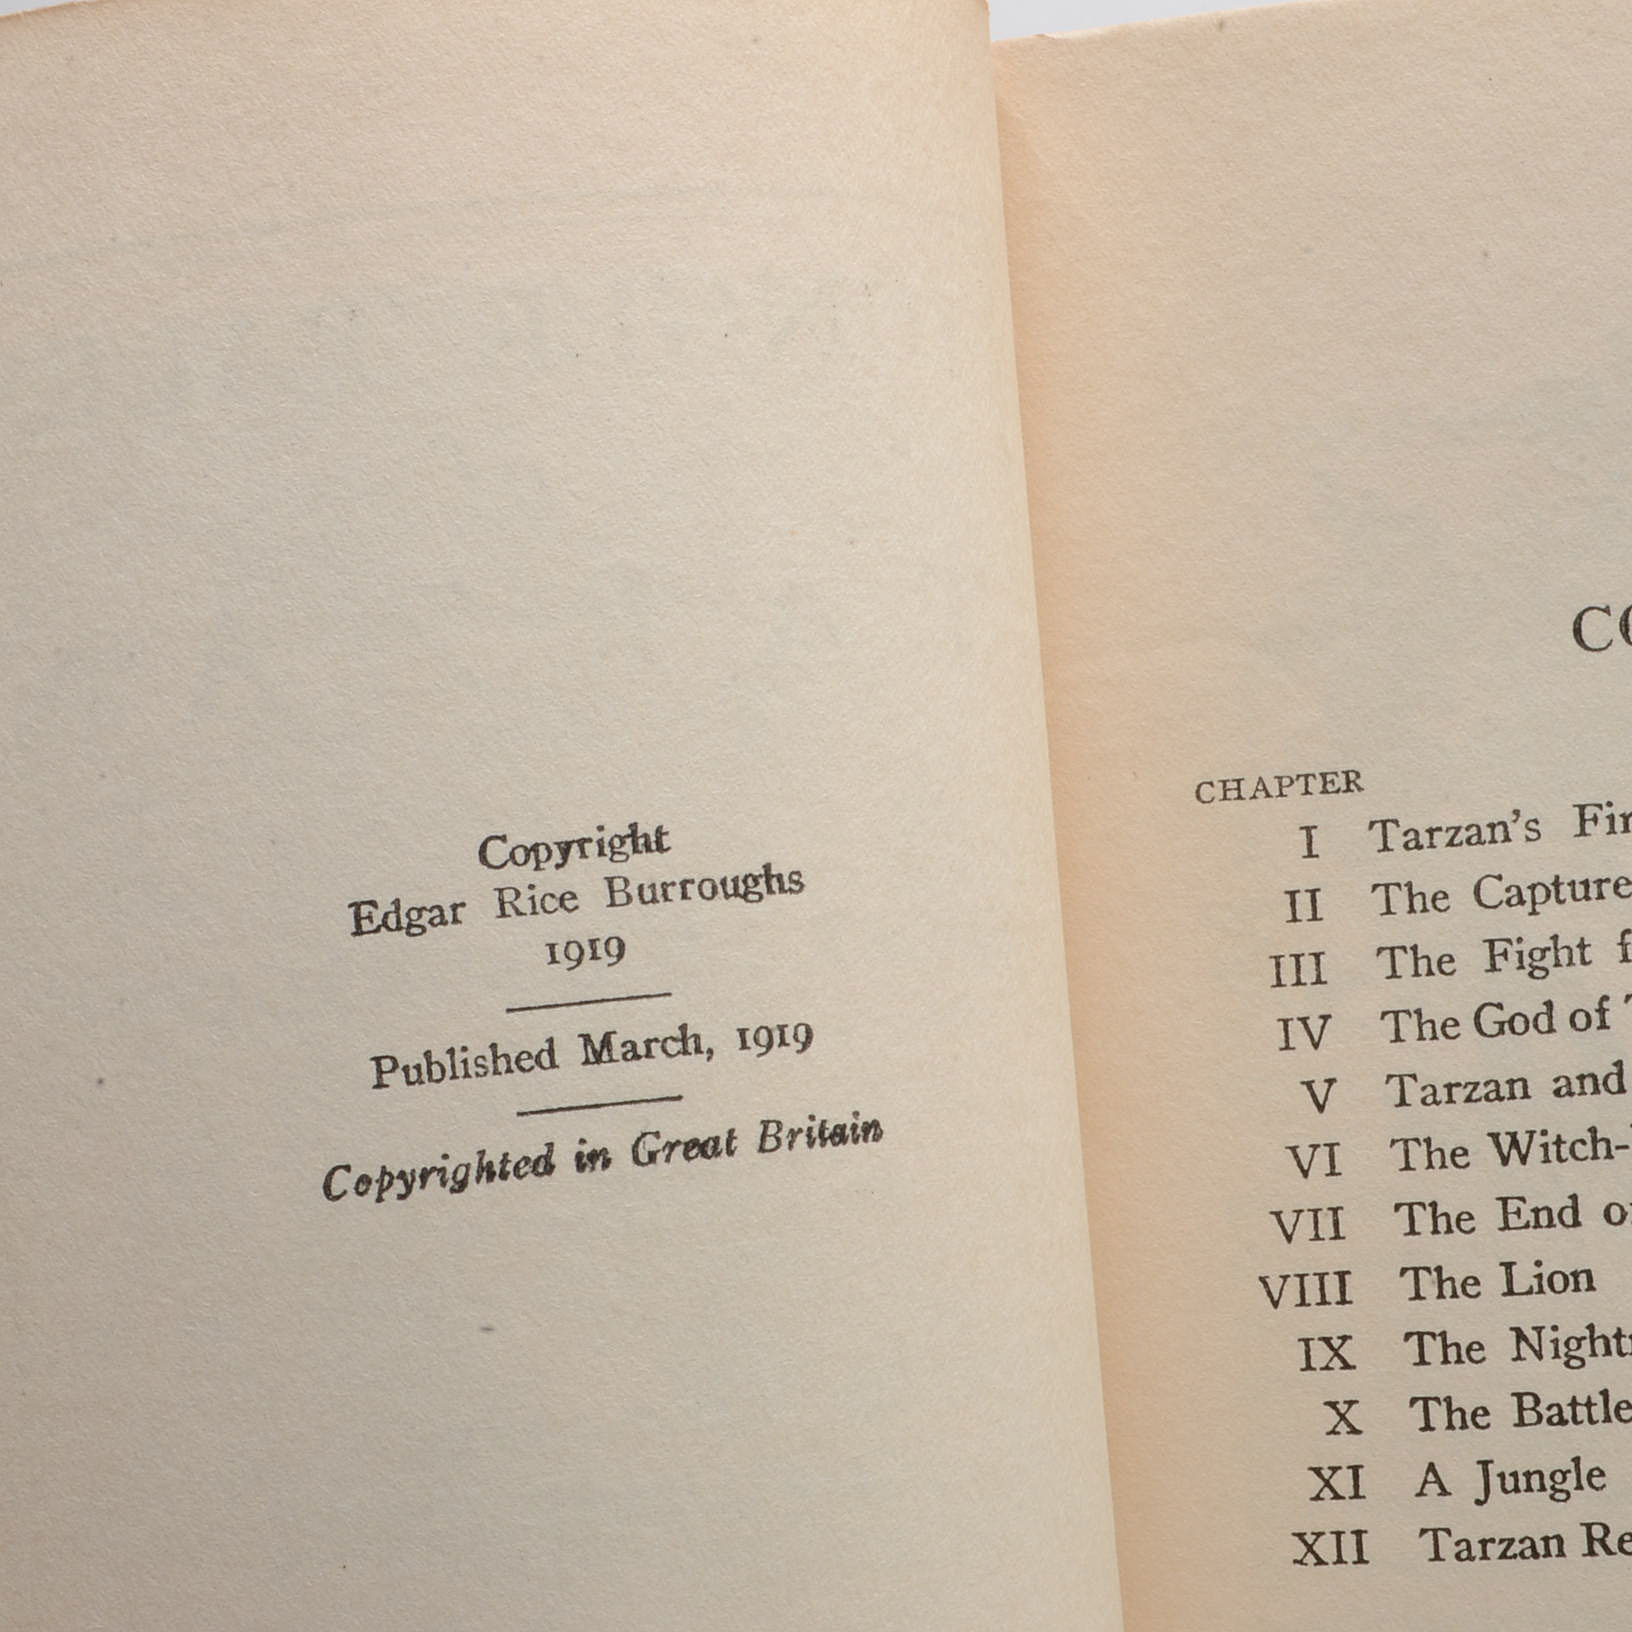 Copyright
Edgar Rice Burroughs
1919
Published March, 1919
Copyrighted in Great Britain
CHAPTER
I Tarzan's
II The Capture
III The Fight
IV The God of
V Tarzan and
VI The Witch-
VII The End
VIII The Lion
IX The
X The Battle
XI A Jungle
XII Tarzan